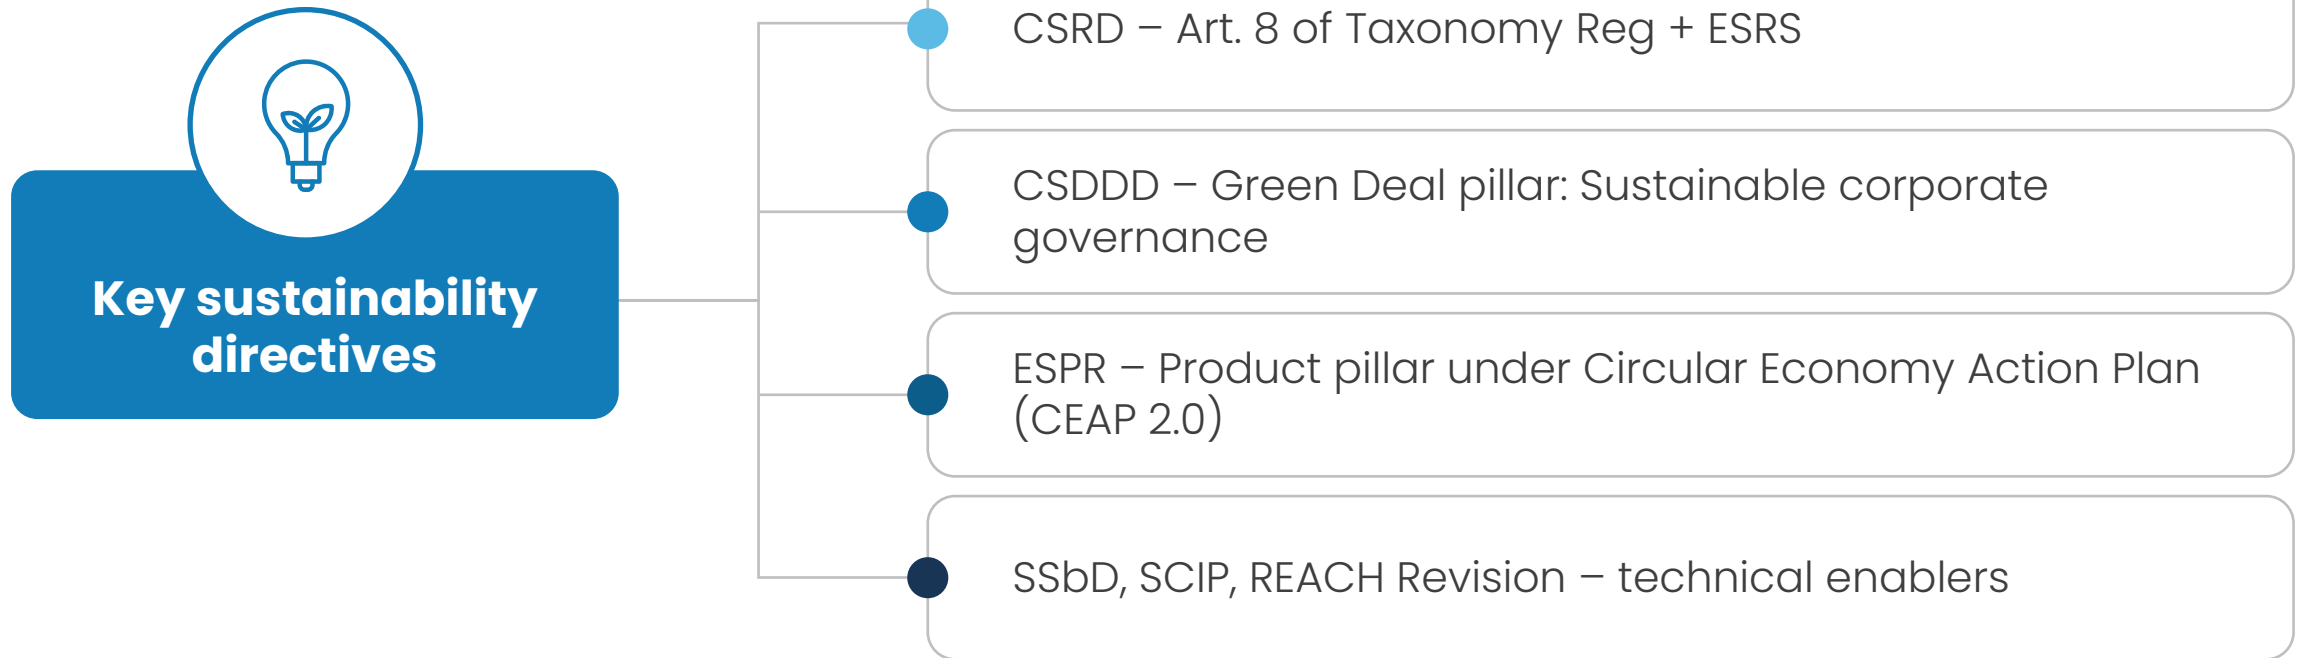 Key sustainability
directives
CSRD – Art. 8 of Taxonomy Reg + ESRS
CSDDD – Green Deal pillar: Sustainable corporate
governance
ESPR – Product pillar under Circular Economy Action Plan
(CEAP 2.0)
SSbD, SCIP, REACH Revision – technical enablers